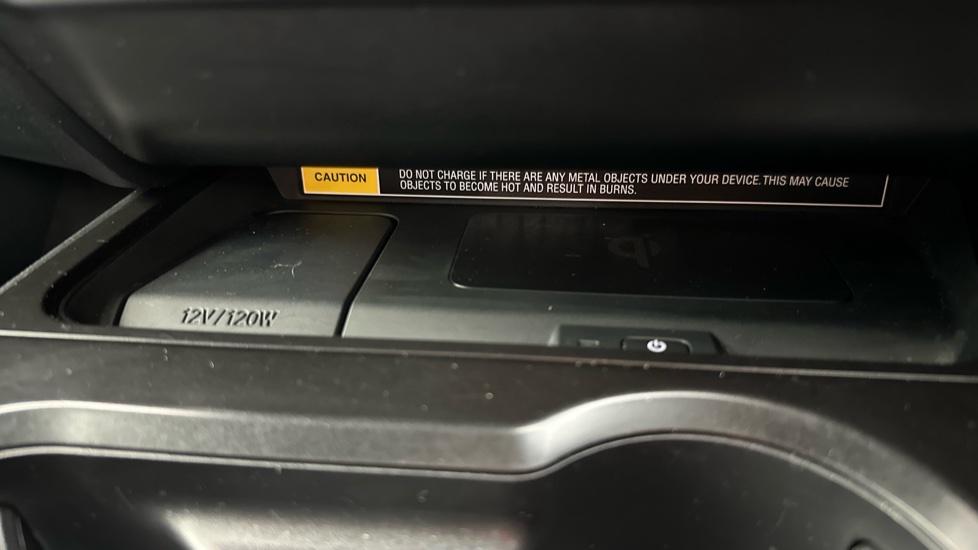 CAUTION
DO NOT CHARGE IF THERE ARE ANY METAL OBJECTS UNDER YOUR DEVICE. THIS MAY CAUSE
OBJECTS TO BECOME HOT AND RESULT IN BURNS.
12V/120W